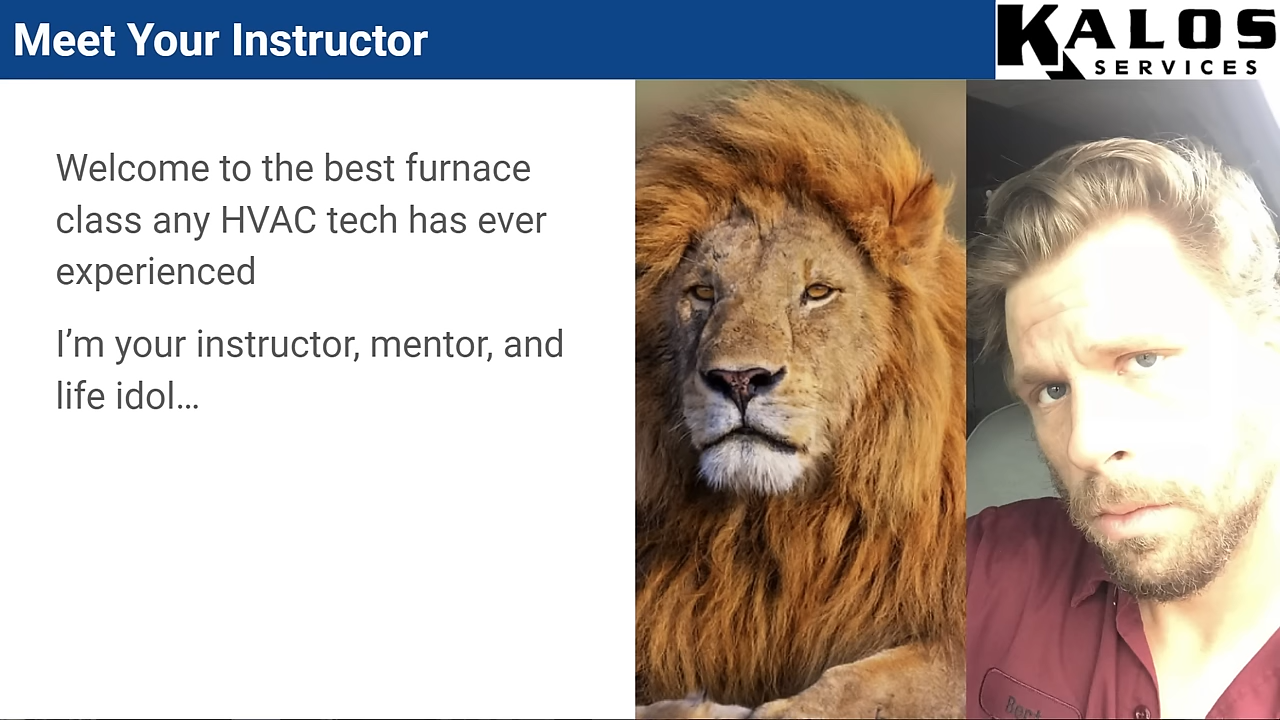 Meet Your Instructor
KALOS
SERVICES
Welcome to the best furnace
class any HVAC tech has ever
experienced
I’m your instructor, mentor, and
life idol…